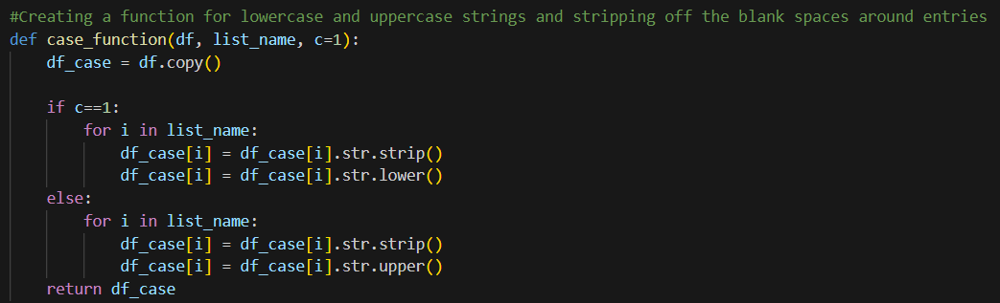 #Creating a function for lowercase and uppercase strings and stripping off the blank spaces around entries
def case_function(df, list_name, c=1):
    df_case = df.copy()

    if c==1:
        for i in list_name:
            df_case[i] = df_case[i].str.strip()
            df_case[i] = df_case[i].str.lower()
    else:
        for i in list_name:
            df_case[i] = df_case[i].str.strip()
            df_case[i] = df_case[i].str.upper()
    return df_case